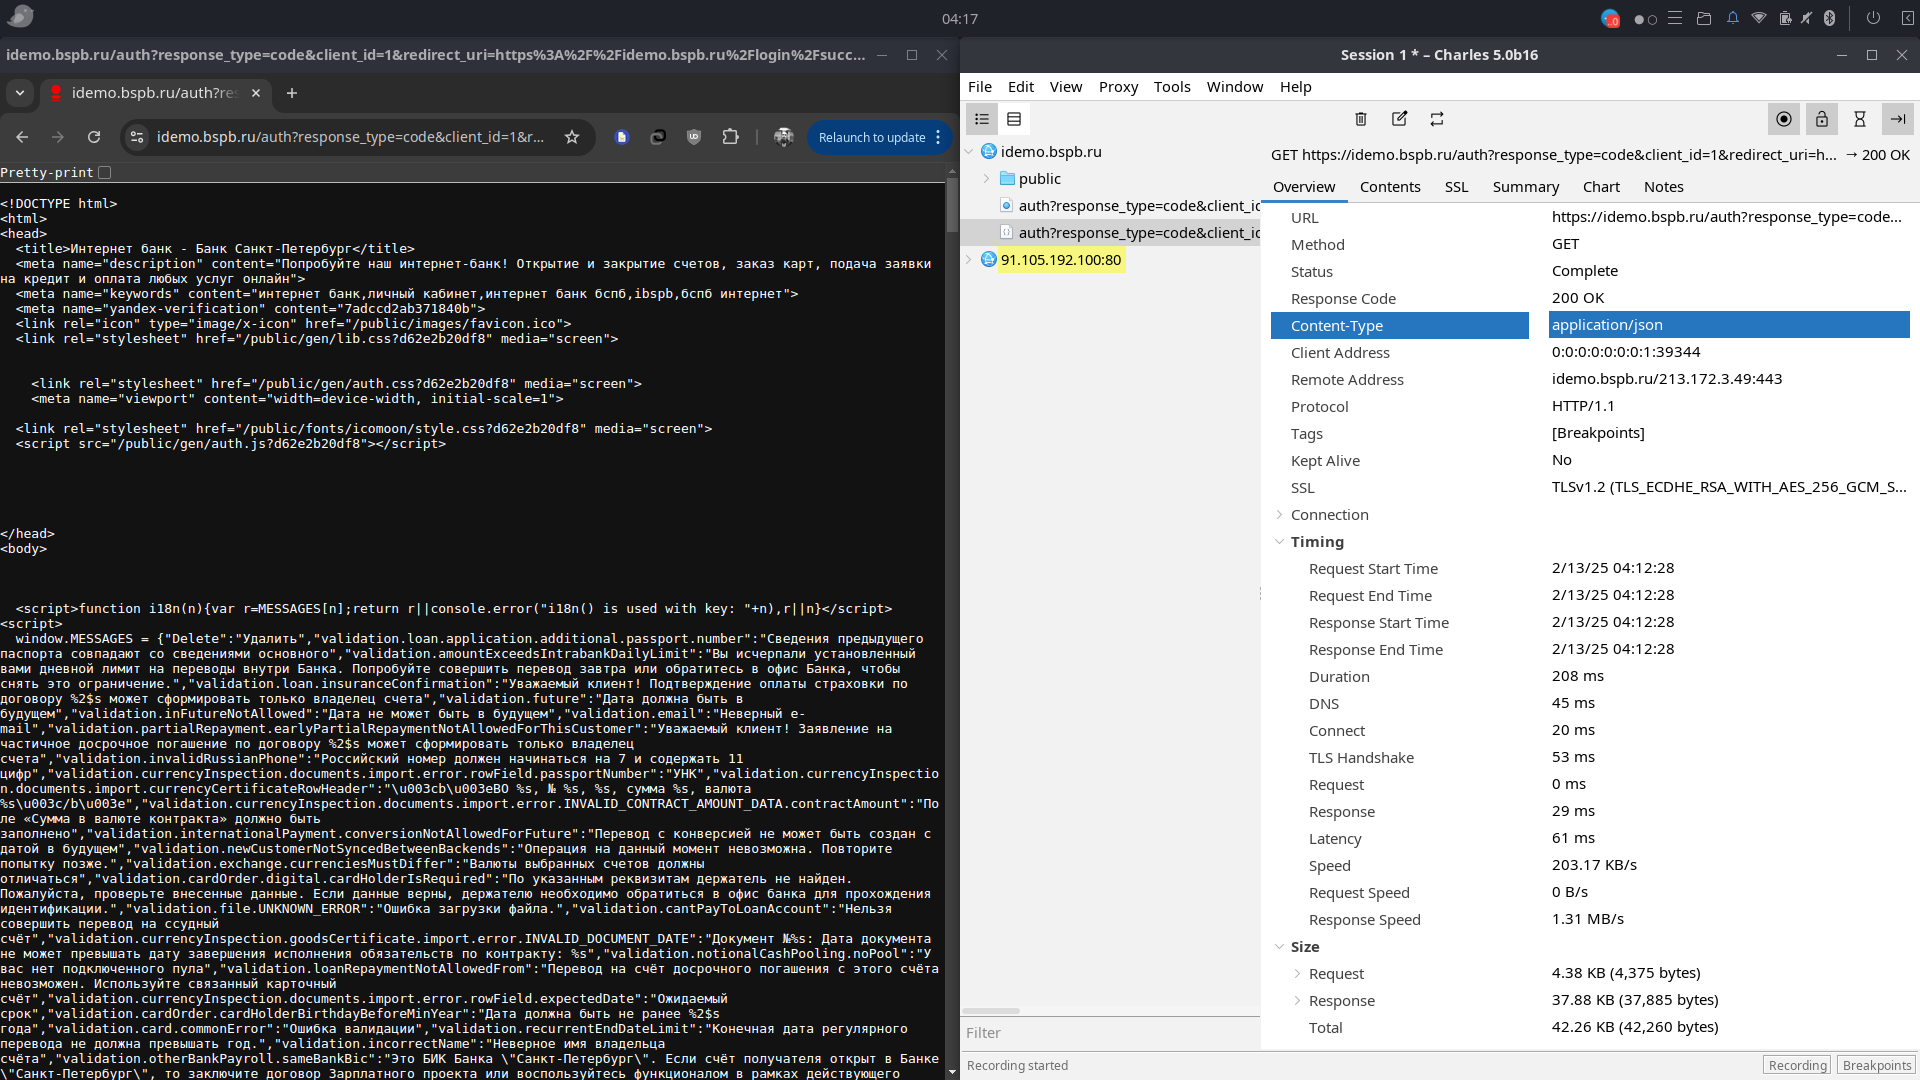 04:17
idemo.bspb.ru/auth?response_type=code&client_id=1&redirect_uri=https%3A%2F%2Fidemo.bspb.ru%2Flogin%2Fsucc...
idemo.bspb.ru/auth?re
idemo.bspb.ru/auth?response_type=code&client_id=1&r...
Relaunch to update
Pretty-print
<!DOCTYPE html>
<html>
<head>
<title>Интернет банк - Банк Санкт-Петербург</title>
<meta name="description" content="Попробуйте наш интернет-банк! Открытие и закрытие счетов, заказ карт, подача заявки
на кредит и оплата любых услуг онлайн">
<meta name="keywords" content="интернет банк,личный кабинет,интернет банк бспб,ibspb,бспб интернет">
<meta name="yandex-verification" content="7adccd2ab371840b">
<link rel="icon" type="image/x-icon" href="/public/images/favicon.ico">
<link rel="stylesheet" href="/public/gen/lib.css?d62e2b20df8" media="screen">
<link rel="stylesheet" href="/public/gen/auth.css?d62e2b20df8" media="screen">
<meta name="viewport" content="width=device-width, initial-scale=1">
<link rel="stylesheet" href="/public/fonts/icomoon/style.css?d62e2b20df8" media="screen">
<script src="/public/gen/auth.js?d62e2b20df8"></script>
</head>
<body>
<script>function i18n(n){var r=MESSAGES[n];return r||console.error("i18n() is used with key: "+n),r||n}</script>
<script>
window.MESSAGES = {"Delete":"Удалить","validation.loan.application.additional.passport.number":"Сведения предыдущего
паспорта совпадают со сведениями основного","validation.amountExceedsIntrabankDailyLimit":"Вы исчерпали установленный
вами дневной лимит на переводы внутри Банка. Попробуйте совершить перевод завтра или обратитесь в офис Банка, чтобы
снять это ограничение.","validation.loan.insuranceConfirmation":"Уважаемый клиент! Подтверждение оплаты страховки по
договору %2$s может сформировать только владелец счета","validation.future":"Дата должна быть в
будущем","validation.inFutureNotAllowed":"Дата не может быть в будущем","validation.email":"Неверный e-
mail","validation.partialRepayment.earlyPartialRepaymentNotAllowedForThisCustomer":"Уважаемый клиент! Заявление на
частичное досрочное погашение по договору %2$s может сформировать только владелец
счета","validation.invalidRussianPhone":"Российский номер должен начинаться на 7 и содержать 11
цифр","validation.currencyInspection.documents.import.error.rowField.passportNumber":"УНК","validation.currencyInspectio
n.documents.import.currencyCertificateRowHeader":"\u003cb\u003eВО %s, № %s, %s, сумма %s, валюта
%s\u003c/b\u003e","validation.currencyInspection.documents.import.error.INVALID_CONTRACT_AMOUNT_DATA.contractAmount":"По
ле «Сумма в валюте контракта» должно быть
заполнено","validation.internationalPayment.conversionNotAllowedForFuture":"Перевод с конверсией не может быть создан с
датой в будущем","validation.newCustomerNotSyncedBetweenBackends":"Операция на данный момент невозможна. Повторите
попытку позже.","validation.exchange.currenciesMustDiffer":"Валюты выбранных счетов должны
отличаться","validation.cardOrder.digital.cardHolderIsRequired":"По указанным реквизитам держатель не найден.
Пожалуйста, проверьте внесенные данные. Если данные верны, держателю необходимо обратиться в офис банка для прохождения
идентификации.","validation.file.UNKNOWN_ERROR":"Ошибка загрузки файла.","validation.cantPayToLoanAccount":"Нельзя
совершить перевод на ссудный
счёт","validation.currencyInspection.goodsCertificate.import.error.INVALID_DOCUMENT_DATE":"Документ №%s: Дата документа
не может превышать дату завершения исполнения обязательств по контракту: %s","validation.notionalCashPooling.noPool":"У
вас нет подключенного пула","validation.loanRepaymentNotAllowedFrom":"Перевод на счёт досрочного погашения с этого счёта
невозможен. Используйте связанный карточный
счёт","validation.currencyInspection.documents.import.error.rowField.expectedDate":"Ожидаемый
срок","validation.cardOrder.cardHolderBirthdayBeforeMinYear":"Дата должна быть не ранее %2$s
года","validation.card.commonError":"Ошибка валидации","validation.recurrentEndDateLimit":"Конечная дата регулярного
перевода не должна превышать год.","validation.incorrectName":"Неверное имя владельца
счёта","validation.otherBankPayroll.sameBankBic":"Это БИК Банка \"Санкт-Петербург\". Если счёт получателя открыт в Банке
\"Санкт-Петербург\", то заключите договор Зарплатного проекта или воспользуйтесь функционалом в рамках действующего
Session 1 * – Charles 5.0b16
File Edit View Proxy Tools Window Help
idemo.bspb.ru
public
auth?response_type=code&client_id
auth?response_type=code&client_id
91.105.192.100:80
Filter
GET https://idemo.bspb.ru/auth?response_type=code&client_id=1&redirect_uri=h... → 200 OK
Overview Contents SSL Summary Chart Notes
URL https://idemo.bspb.ru/auth?response_type=code...
Method GET
Status Complete
Response Code 200 OK
Content-Type application/json
Client Address 0:0:0:0:0:0:0:1:39344
Remote Address idemo.bspb.ru/213.172.3.49:443
Protocol HTTP/1.1
Tags [Breakpoints]
Kept Alive No
SSL TLSv1.2 (TLS_ECDHE_RSA_WITH_AES_256_GCM_S...
Connection
Timing
Request Start Time 2/13/25 04:12:28
Request End Time 2/13/25 04:12:28
Response Start Time 2/13/25 04:12:28
Response End Time 2/13/25 04:12:28
Duration 208 ms
DNS 45 ms
Connect 20 ms
TLS Handshake 53 ms
Request 0 ms
Response 29 ms
Latency 61 ms
Speed 203.17 KB/s
Request Speed 0 B/s
Response Speed 1.31 MB/s
Size
Request 4.38 KB (4,375 bytes)
Response 37.88 KB (37,885 bytes)
Total 42.26 KB (42,260 bytes)
Recording started
Recording Breakpoints